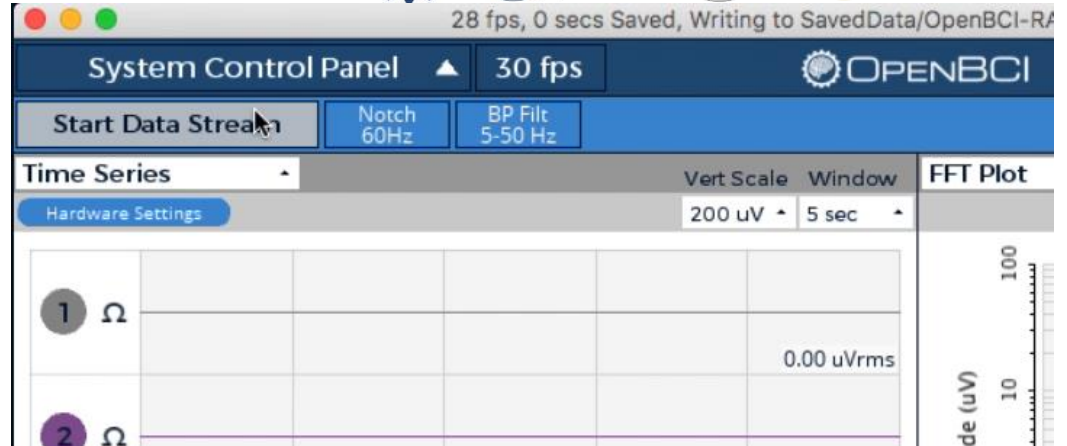 28 fps, 0 secs Saved, Writing to SavedData/OpenBCI-RA
System Control Panel 30 fps OPENBCI
Start Data Stream Notch 60Hz BP Filt 5-50 Hz
Time Series Vert Scale Window FFT Plot
Hardware Settings 200 uV 5 sec
100
1 Ω
0.00 uVrms
10
de (uV)
2 Ω